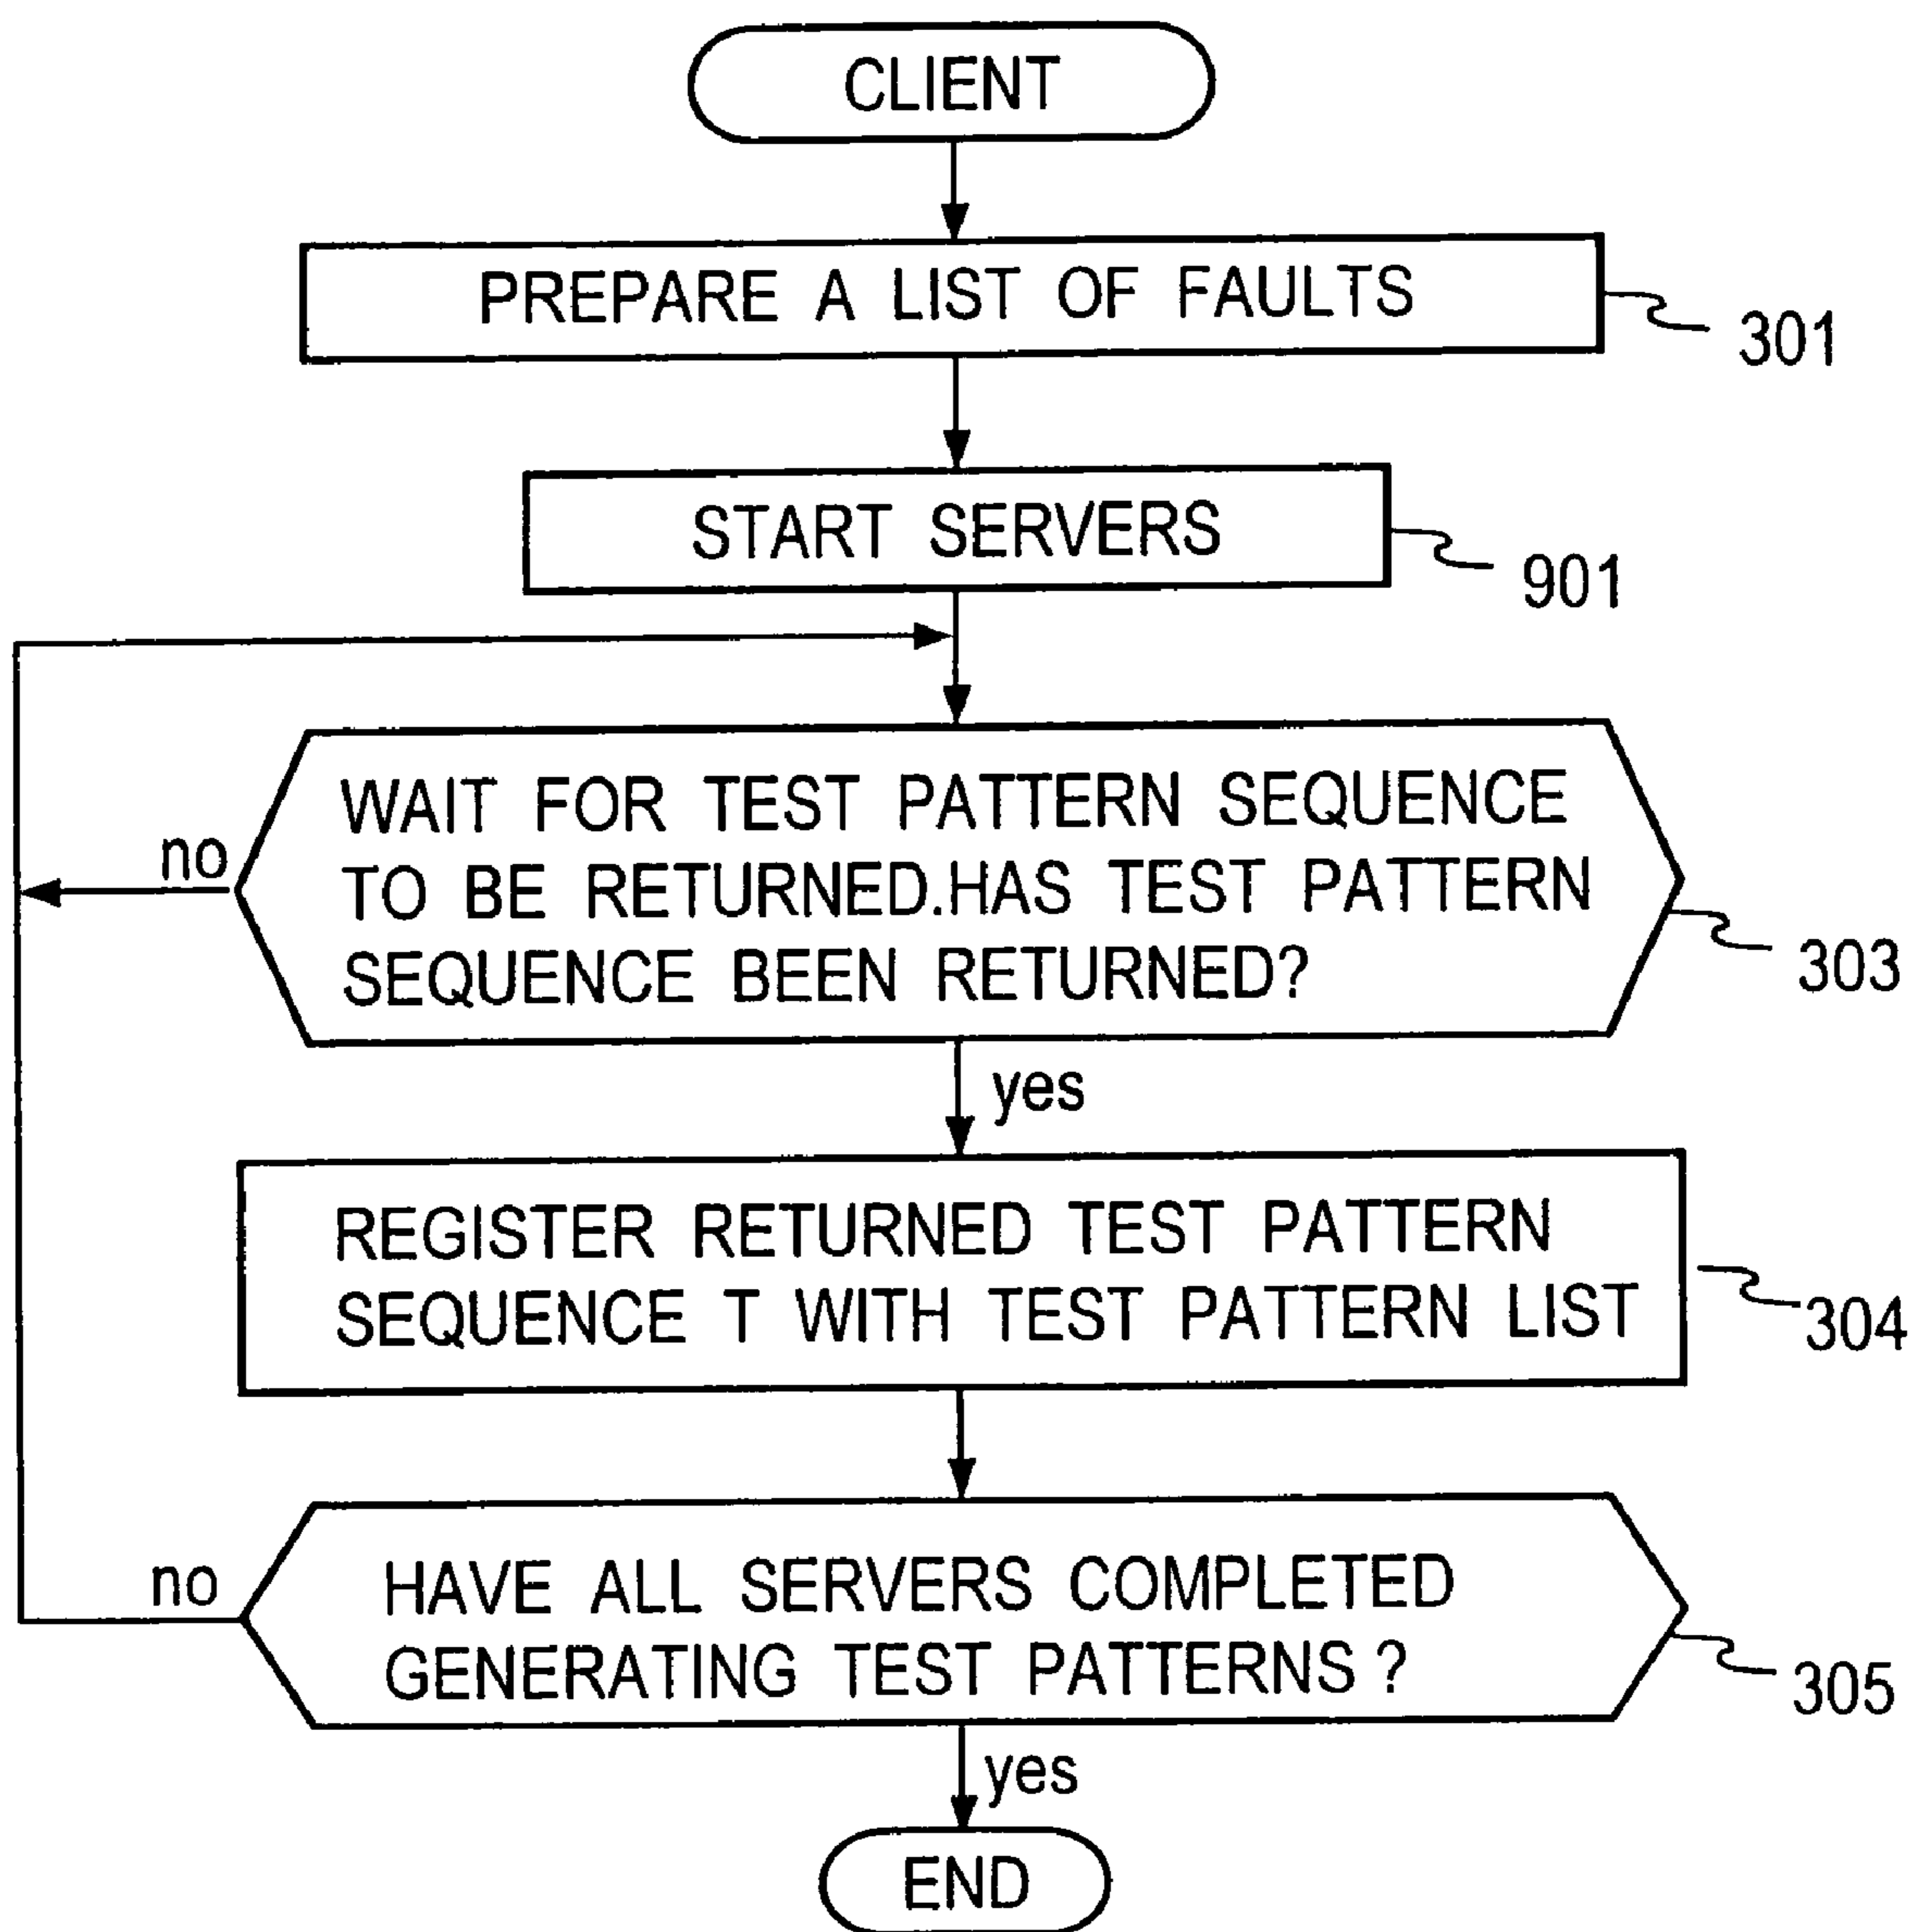 CLIENT
PREPARE A LIST OF FAULTS
301
START SERVERS
901
WAIT FOR TEST PATTERN SEQUENCE
TO BE RETURNED.HAS TEST PATTERN
SEQUENCE BEEN RETURNED?
no
303
yes
REGISTER RETURNED TEST PATTERN
SEQUENCE T WITH TEST PATTERN LIST
304
HAVE ALL SERVERS COMPLETED
GENERATING TEST PATTERNS ?
no
305
yes
END